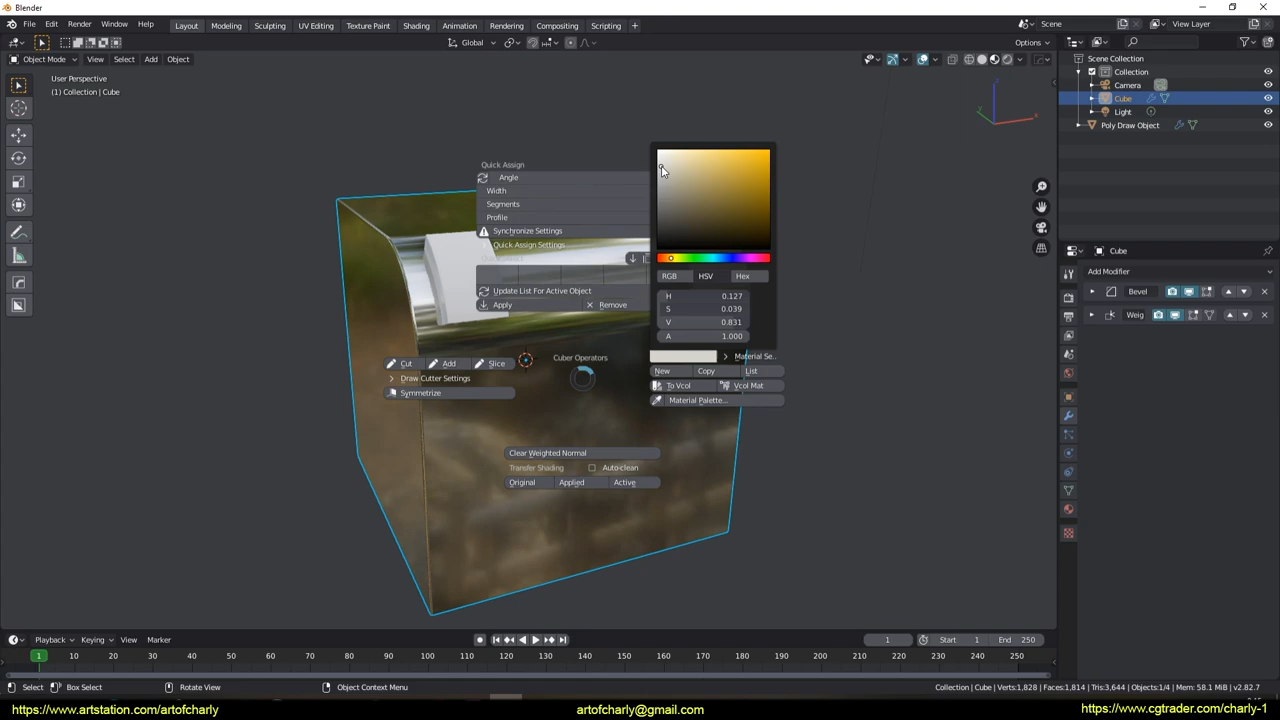 Blender
File Edit Render Window Help Layout Modeling Sculpting UV Editing Texture Paint Shading Animation Rendering Compositing Scripting + Scene View Layer
Global Options
Object Mode View Select Add Object
User Perspective
(1) Collection | Cube
Scene Collection
Collection
Camera
Cube
Light
Poly Draw Object
Quick Assign
Angle
Width
Segments
Profile
Synchronize Settings
Quick Assign Settings
Update List For Active Object
Apply Remove
RGB HSV Hex
H 0.127
S 0.039
V 0.831
A 1.000
Material Se..
New Copy List
To Vcol Vcol Mat
Material Palette...
Cut Add Slice
Draw Cutter Settings
Symmetrize
Cuber Operators
Clear Weighted Normal
Transfer Shading Auto-clean
Original Applied Active
Cube
Add Modifier
Bevel
Weig
Playback Keying View Marker 1 Start 1 End 250
1 10 20 30 40 50 60 70 80 90 100 110 120 130 140 150 160 170 180 190 200 210 220 230 240 250
Select Box Select Rotate View Object Context Menu Collection | Cube | Verts:1,828 | Faces:1,814 | Tris:3,644 | Objects:1/4 | Mem: 58.1 MiB | v2.82.7
https://www.artstation.com/artofcharly artofcharly@gmail.com https://www.cgtrader.com/charly-1